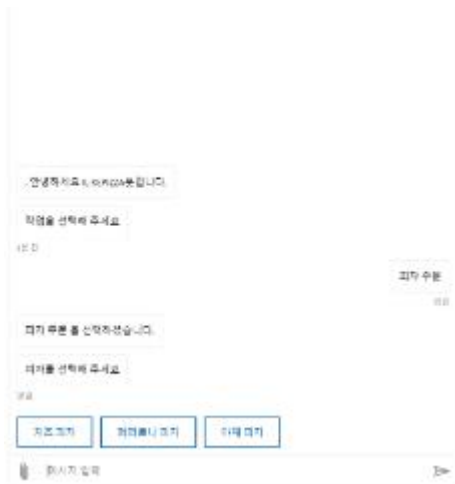 안녕하세요
작업을 선택해 주세요
피자 주문
피자 주문 를 선택하셨습니다.
피자를 선택해 주세요
치즈 피자
페퍼로니 피자
야채 피자
메시지 입력